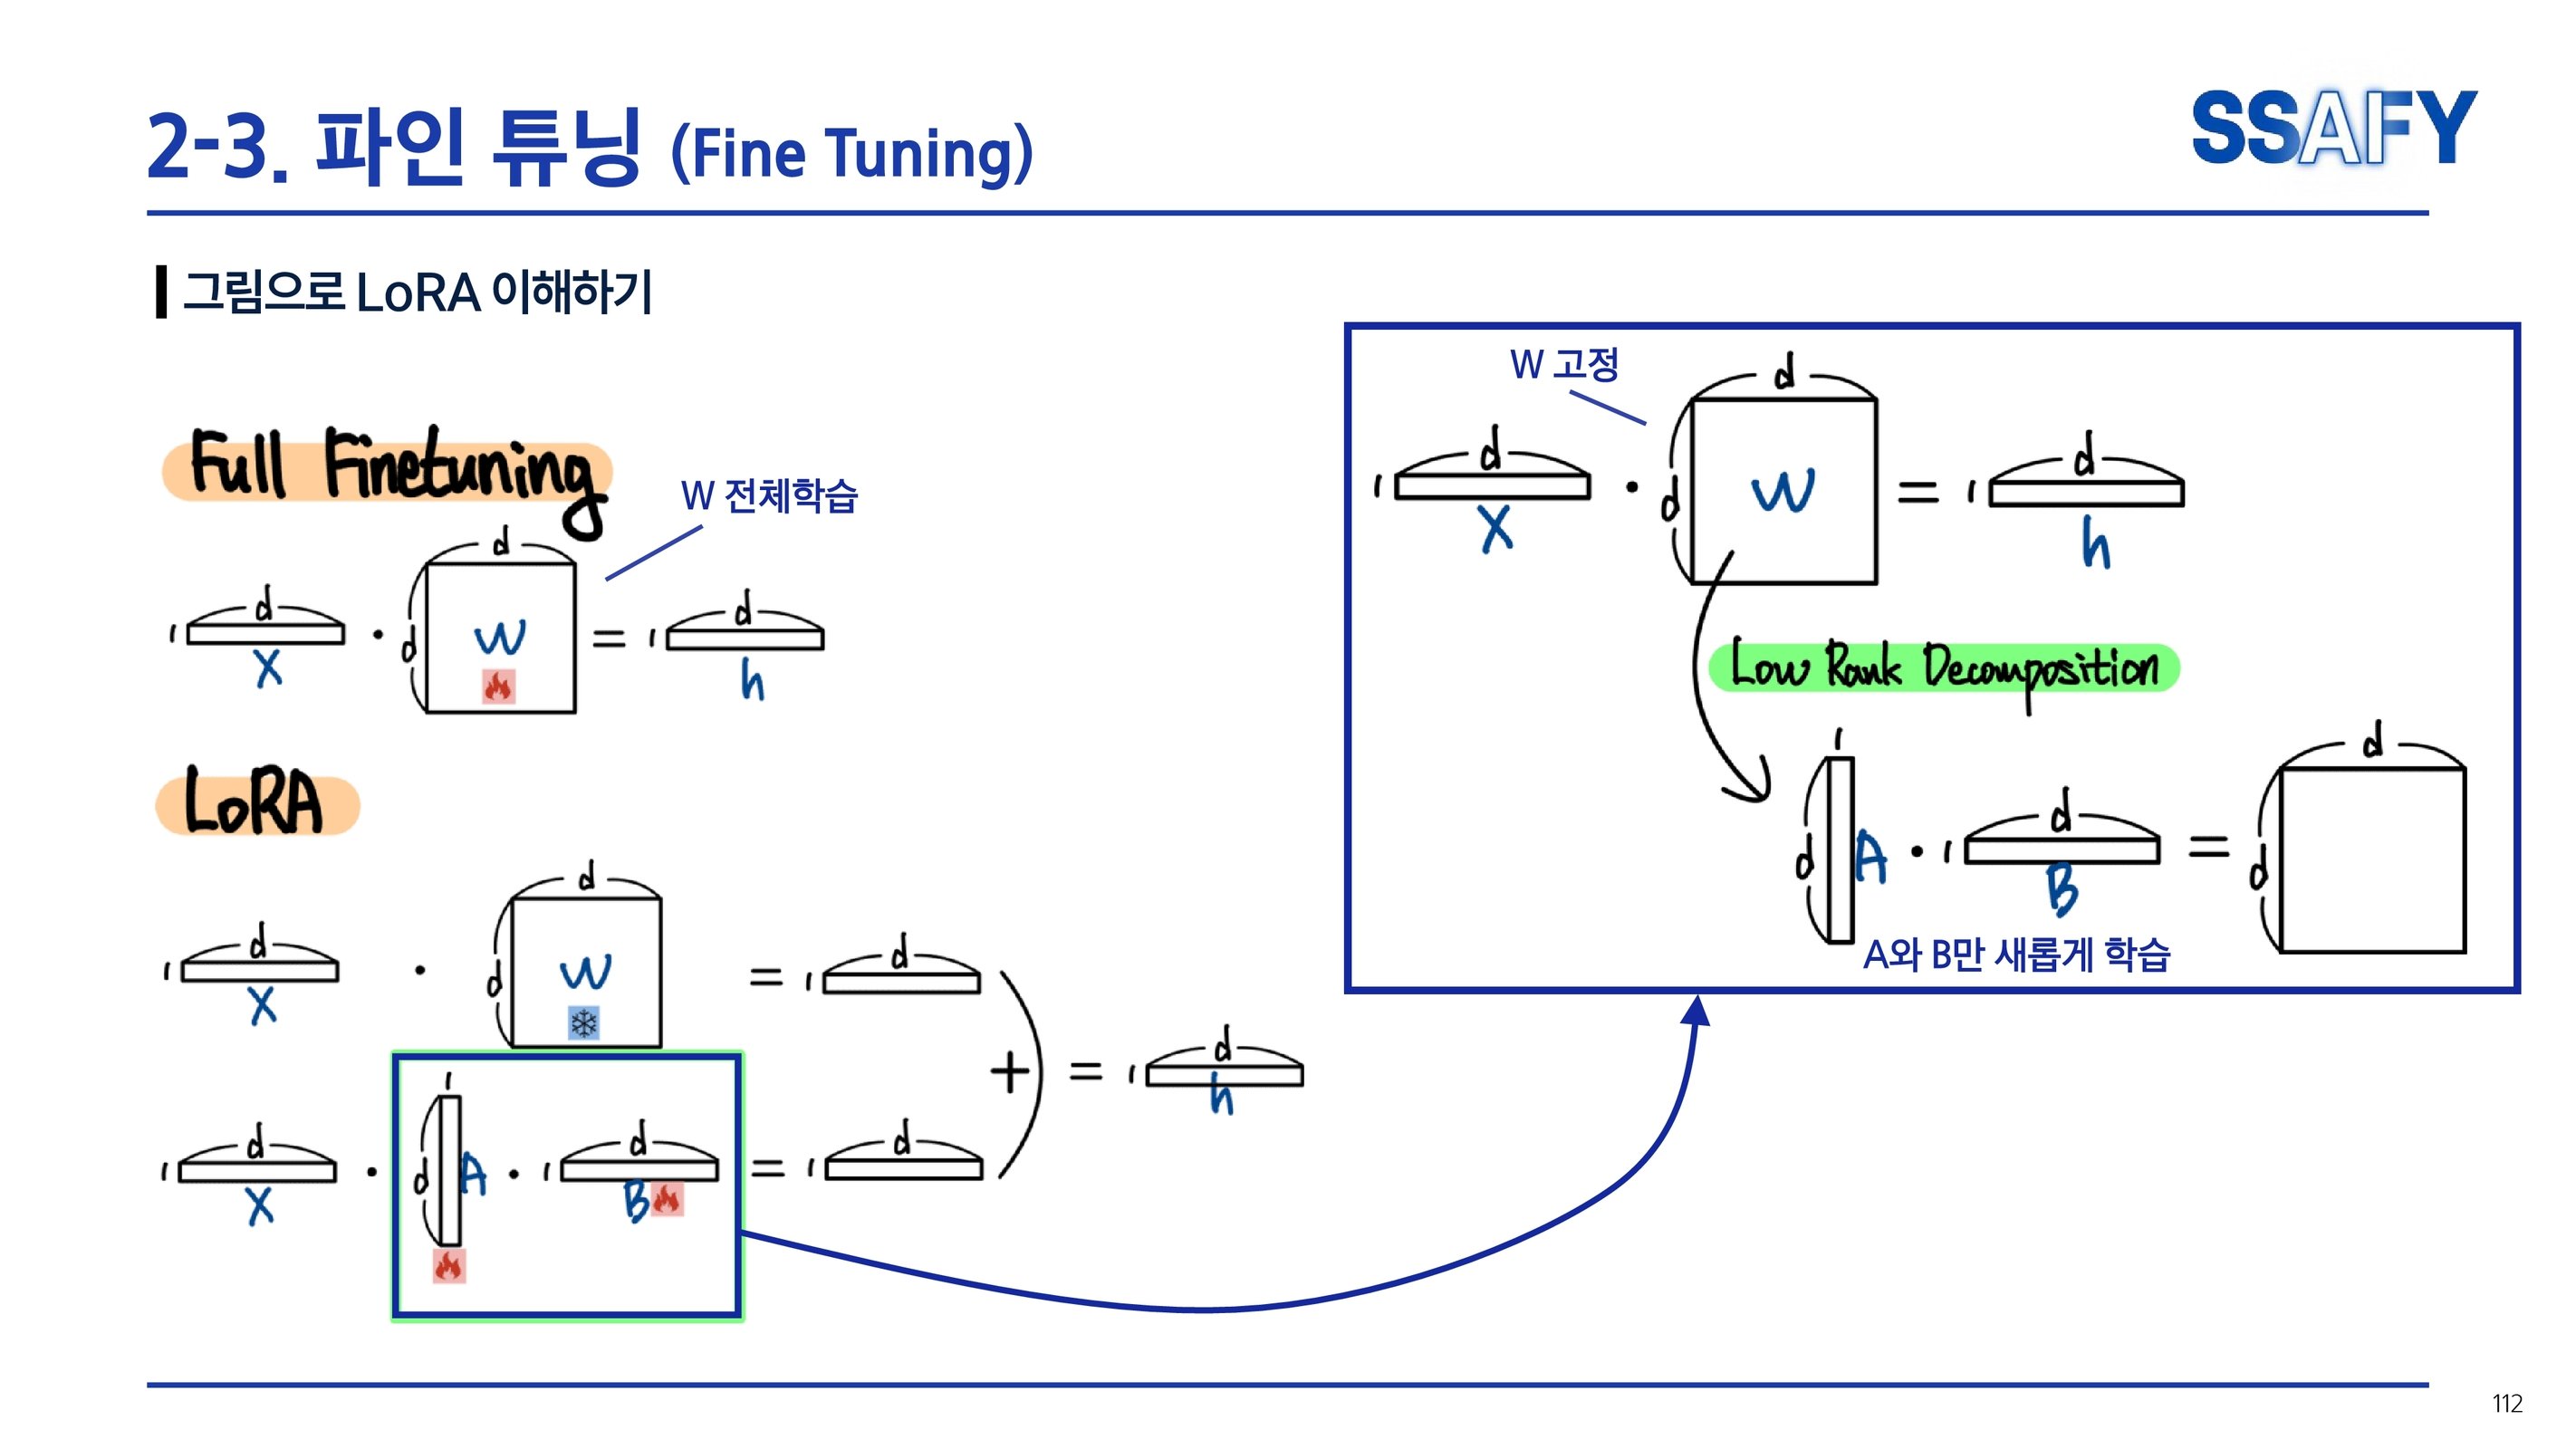 2-3. 파인 튜닝 (Fine Tuning)
SSAFY
그림으로 LoRA 이해하기
Full Finetuning
W 전체학습
1 d X · d d W = 1 d h
LoRA
1 d X · d d W = 1 d
+ = 1 d h
1 d X · 1 d A · 1 d B = 1 d
W 고정
1 d X · d d W = 1 d h
Low Rank Decomposition
1 d A · 1 d B = d d
A와 B만 새롭게 학습
112